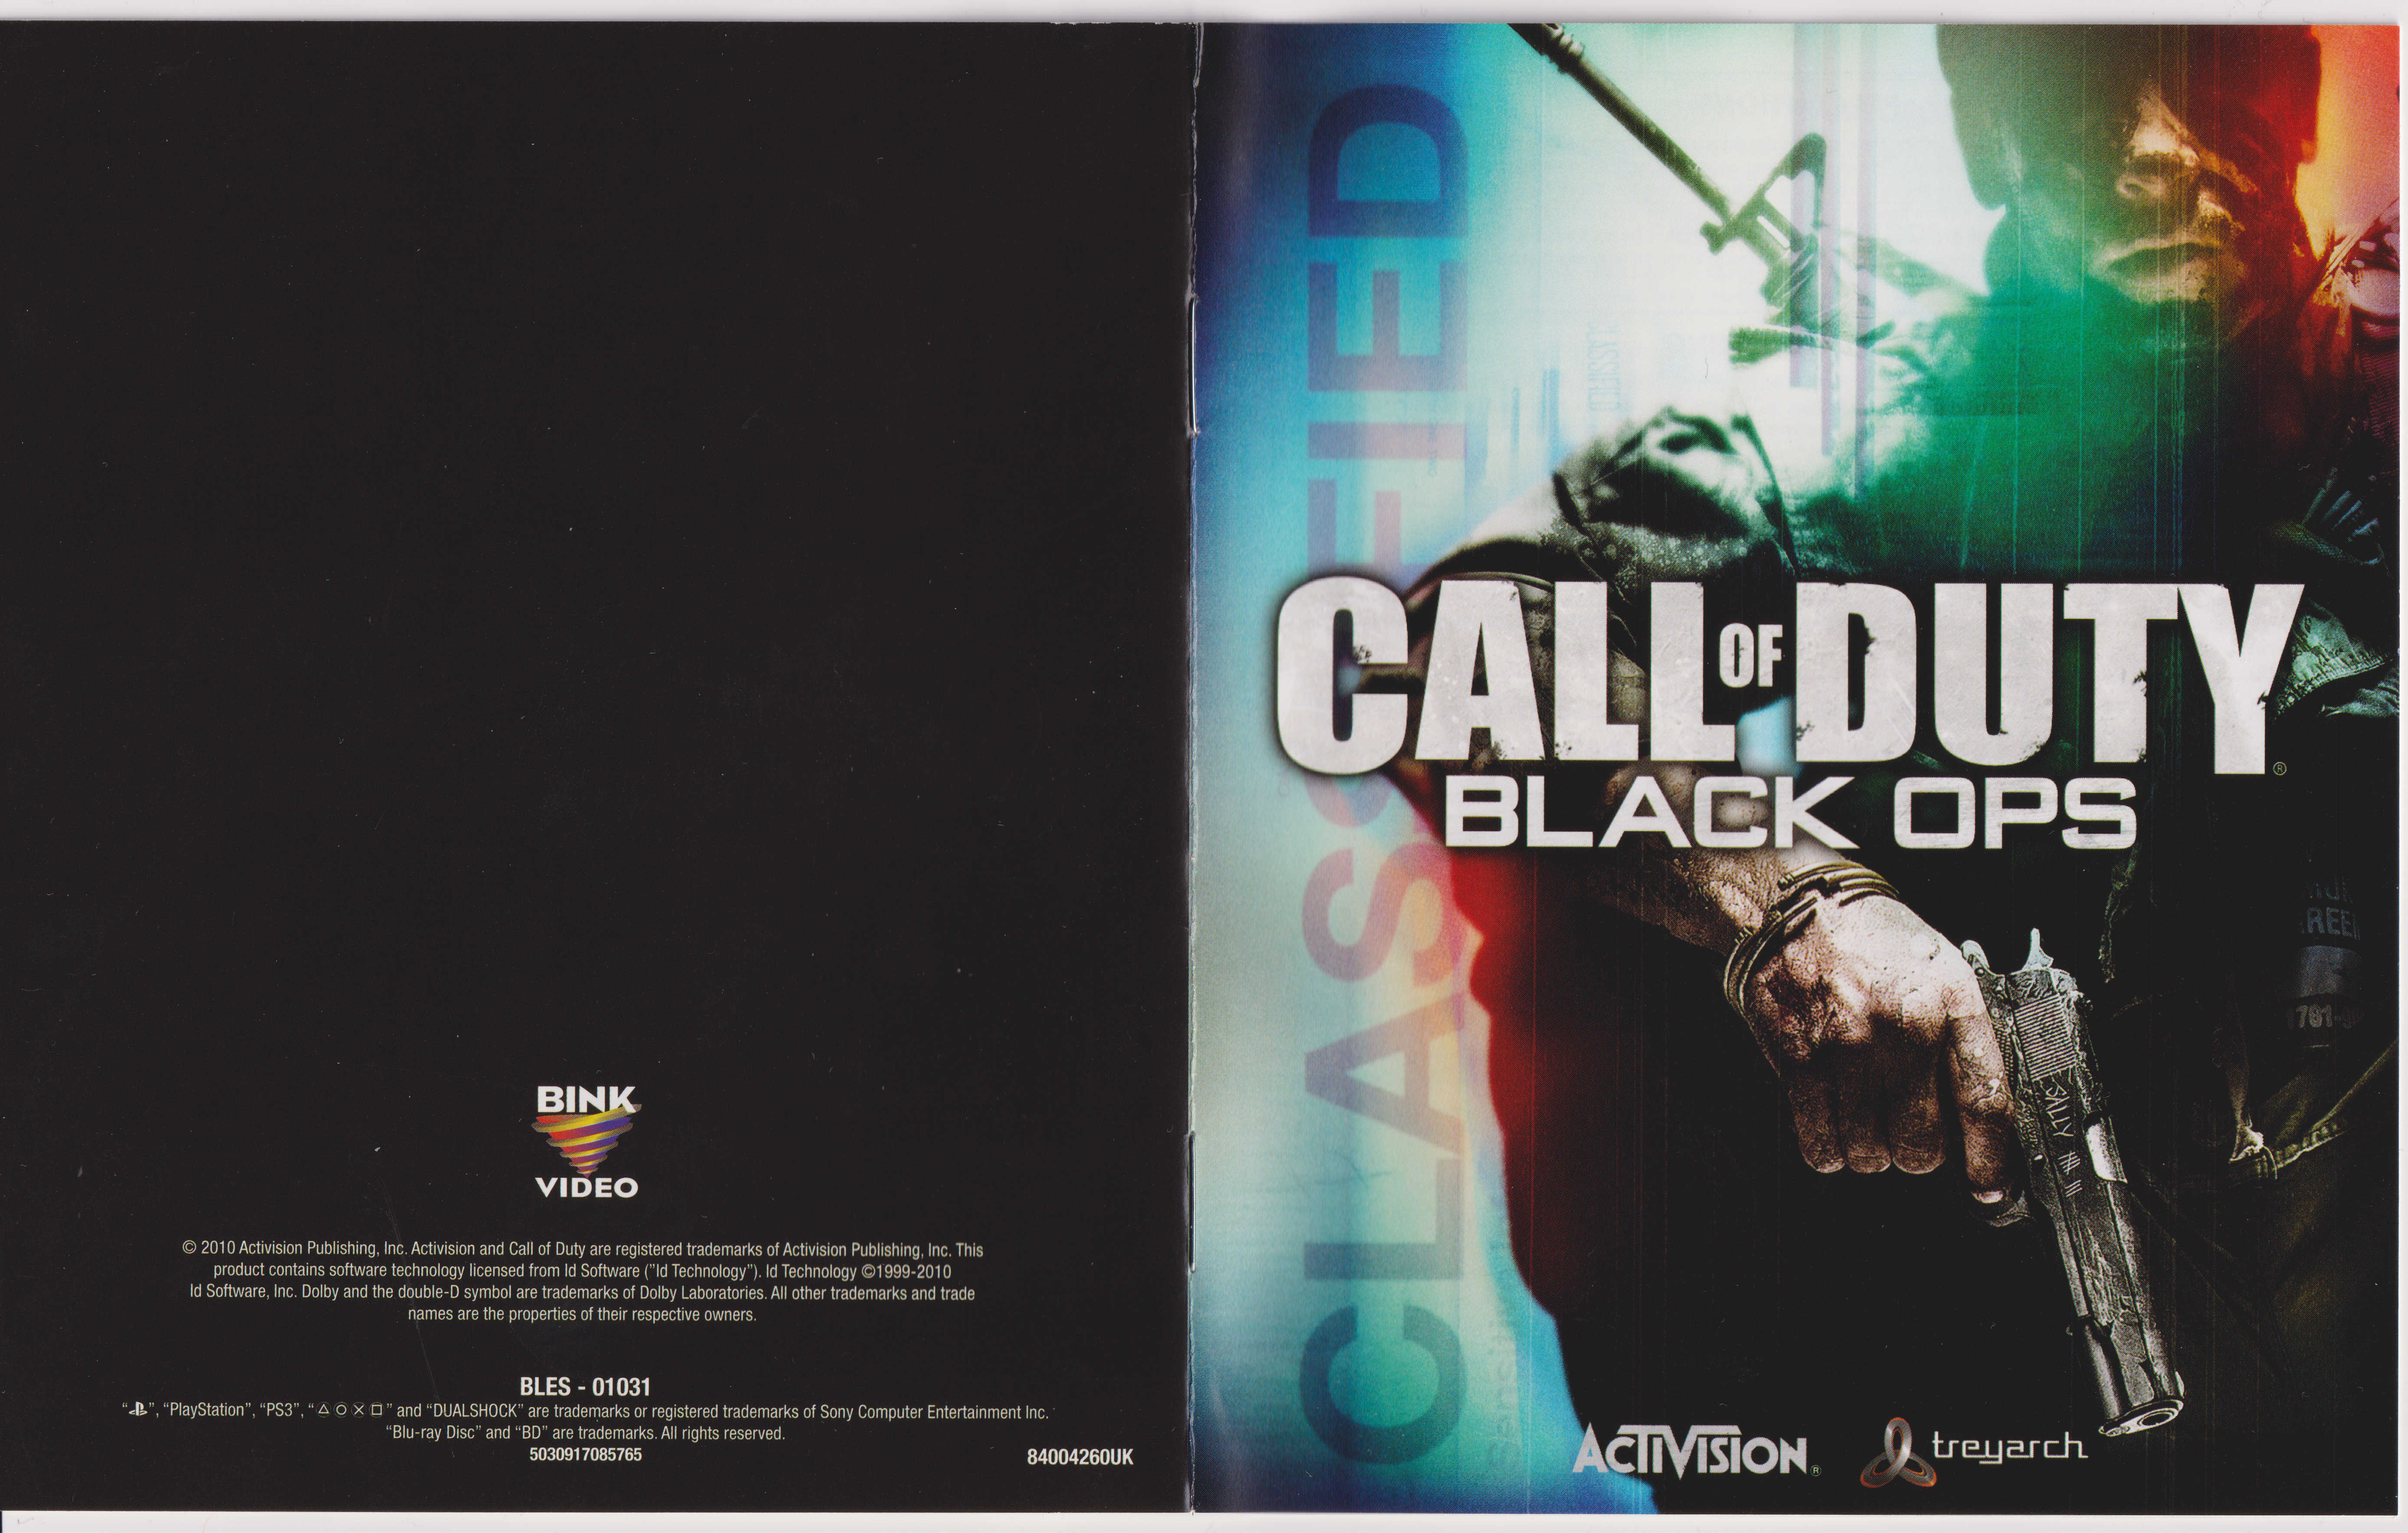 BINK
VIDEO
© 2010 Activision Publishing, Inc. Activision and Call of Duty are registered trademarks of Activision Publishing, Inc. This
product contains software technology licensed from Id Software ("Id Technology"). Id Technology ©1999-2010
Id Software, Inc. Dolby and the double-D symbol are trademarks of Dolby Laboratories. All other trademarks and trade
names are the properties of their respective owners.
BLES - 01031
“ ”, “PlayStation”, “PS3”, “△○✕□” and “DUALSHOCK” are trademarks or registered trademarks of Sony Computer Entertainment Inc.
“Blu-ray Disc” and “BD” are trademarks. All rights reserved.
5030917085765
84004260UK
CLASSIFIED
CALL OF DUTY®
BLACK OPS
SALLY
ACTIVISION®
treyarch